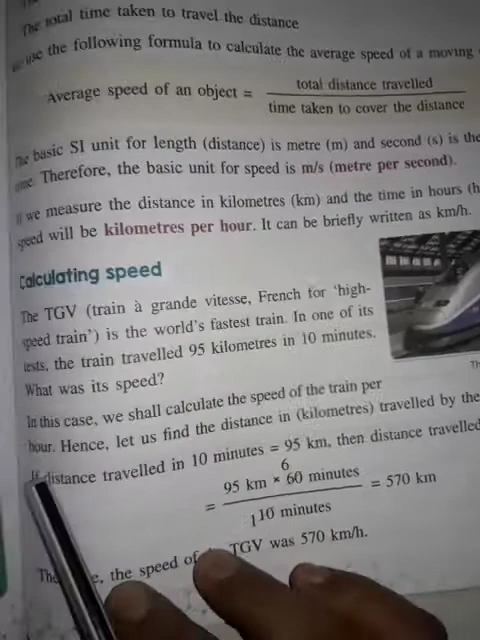 The total time taken to travel the distance
use the following formula to calculate the average speed of a moving
Average speed of an object = total distance travelled / time taken to cover the distance
The basic SI unit for length (distance) is metre (m) and second (s) is the
time. Therefore, the basic unit for speed is m/s (metre per second).
If we measure the distance in kilometres (km) and the time in hours (h
speed will be kilometres per hour. It can be briefly written as km/h.
Calculating speed
The TGV (train à grande vitesse, French for 'high-
speed train') is the world's fastest train. In one of its
tests, the train travelled 95 kilometres in 10 minutes.
What was its speed?
Th
In this case, we shall calculate the speed of the train per
hour. Hence, let us find the distance in (kilometres) travelled by the
If distance travelled in 10 minutes = 95 km, then distance travelled
6
= 95 km × 60 minutes / 10 minutes = 570 km
1
The e, the speed of TGV was 570 km/h.